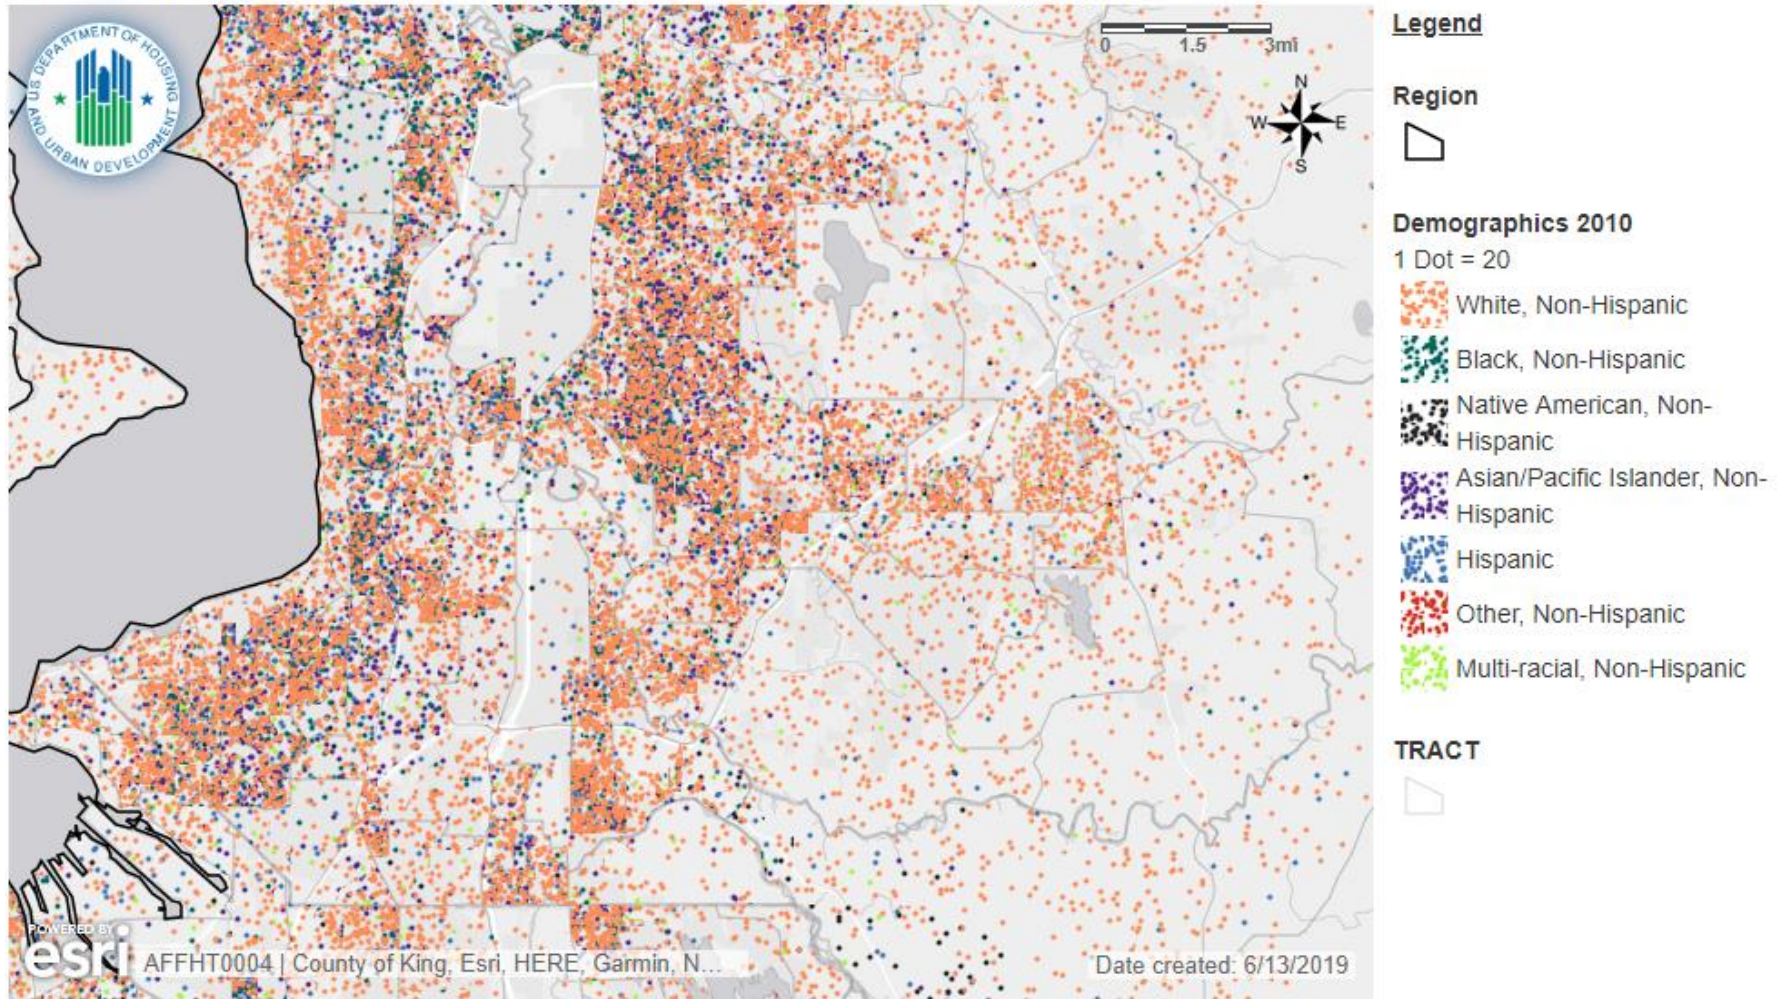 US DEPARTMENT OF HOUSING
AND URBAN DEVELOPMENT
0 1.5 3mi
N
W E
S
POWERED BY
esri
AFFHT0004 | County of King, Esri, HERE, Garmin, N...
Date created: 6/13/2019
Legend
Region
Demographics 2010
1 Dot = 20
White, Non-Hispanic
Black, Non-Hispanic
Native American, Non-
Hispanic
Asian/Pacific Islander, Non-
Hispanic
Hispanic
Other, Non-Hispanic
Multi-racial, Non-Hispanic
TRACT